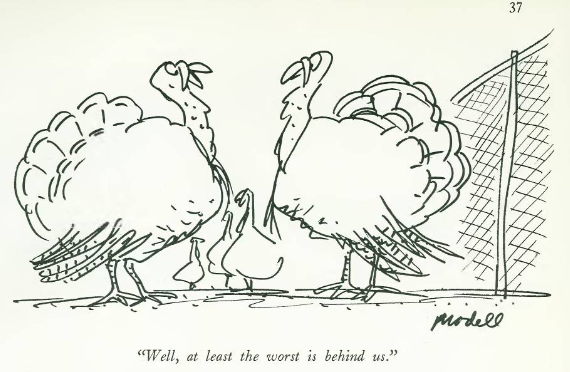 37
Modell
"Well, at least the worst is behind us."